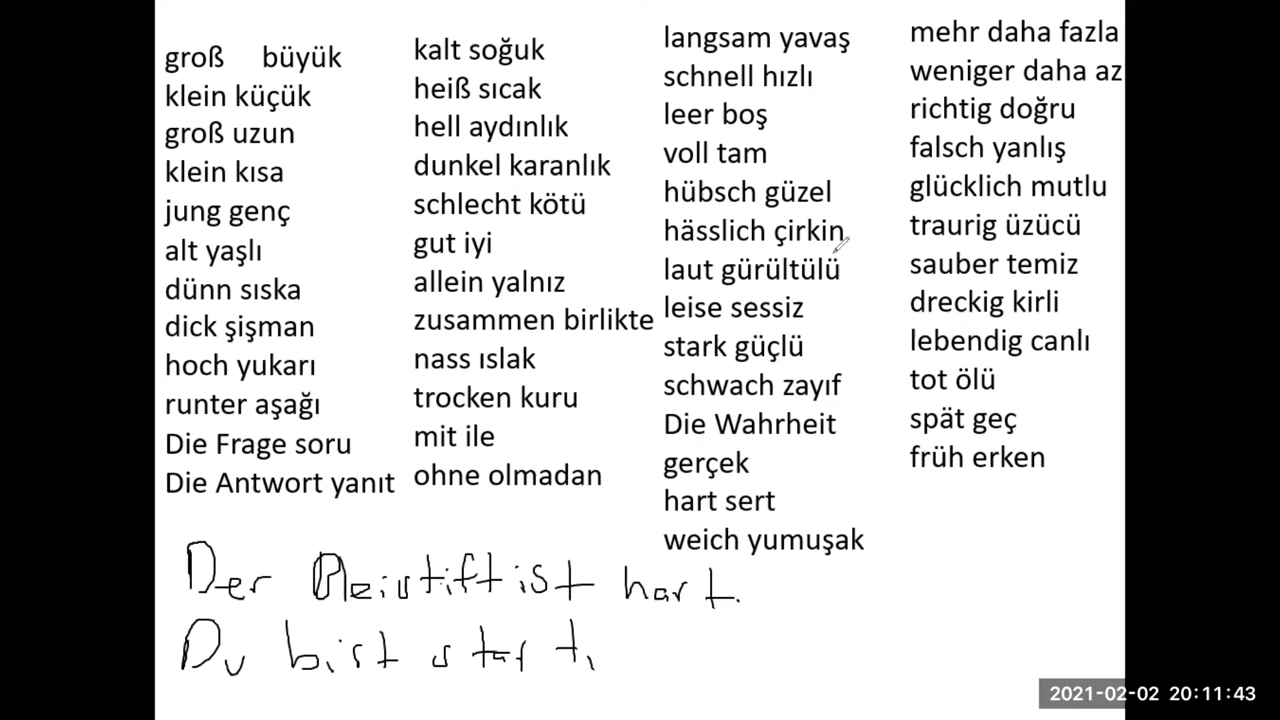 groß büyük
klein küçük
groß uzun
klein kısa
jung genç
alt yaşlı
dünn sıska
dick şişman
hoch yukarı
runter aşağı
Die Frage soru
Die Antwort yanıt
kalt soğuk
heiß sıcak
hell aydınlık
dunkel karanlık
schlecht kötü
gut iyi
allein yalnız
zusammen birlikte
nass ıslak
trocken kuru
mit ile
ohne olmadan
langsam yavaş
schnell hızlı
leer boş
voll tam
hübsch güzel
hässlich çirkin
laut gürültülü
leise sessiz
stark güçlü
schwach zayıf
Die Wahrheit
gerçek
hart sert
weich yumuşak
mehr daha fazla
weniger daha az
richtig doğru
falsch yanlış
glücklich mutlu
traurig üzücü
sauber temiz
dreckig kirli
lebendig canlı
tot ölü
spät geç
früh erken
Der Bleistift ist hart.
Du bist
2021-02-02 20:11:43